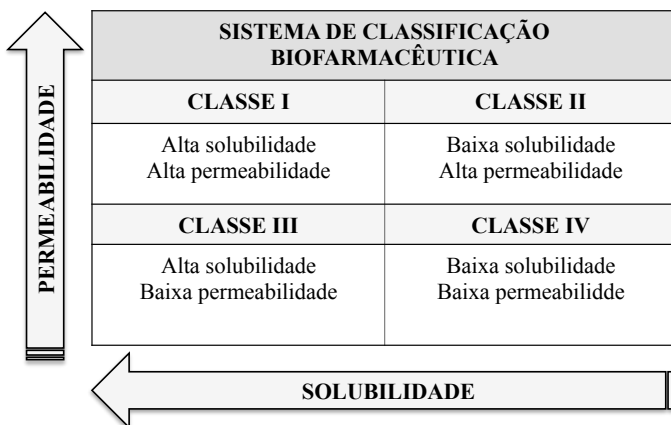 SISTEMA DE CLASSIFICAÇÃO
BIOFARMACÊUTICA
PERMEABILIDADE
CLASSE I
CLASSE II
Alta solubilidade
Alta permeabilidade
Baixa solubilidade
Alta permeabilidade
CLASSE III
CLASSE IV
Alta solubilidade
Baixa permeabilidade
Baixa solubilidade
Baixa permeabilidde
SOLUBILIDADE